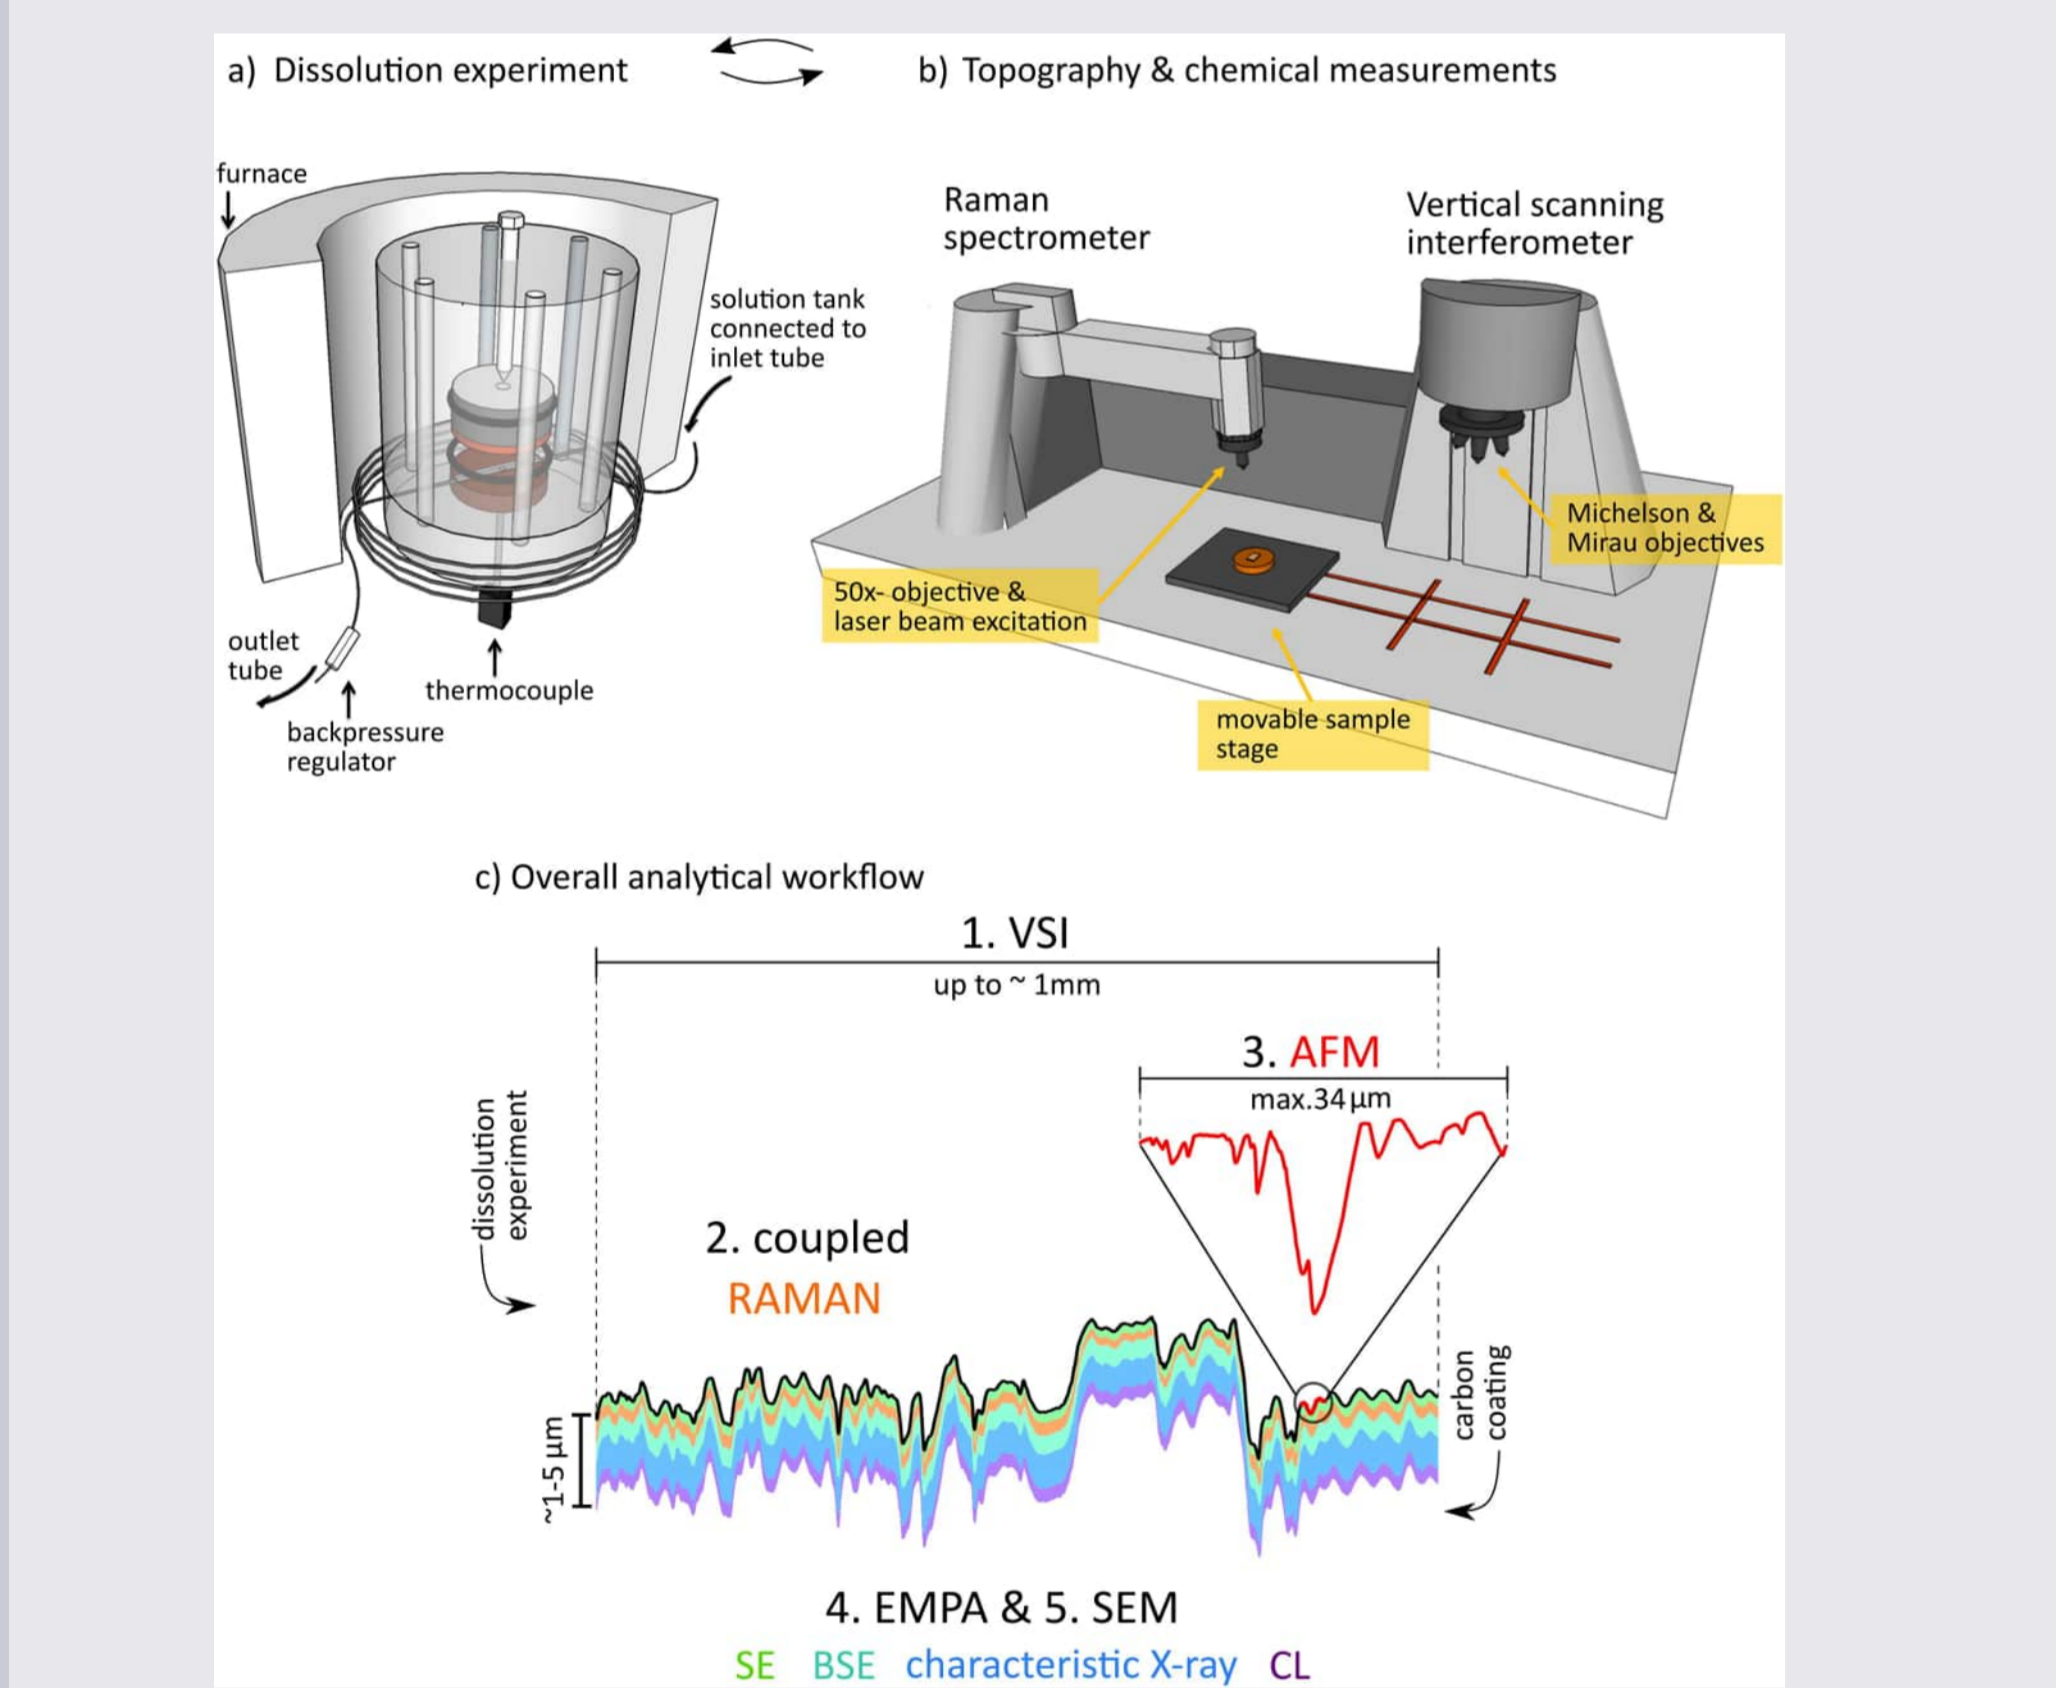 a) Dissolution experiment
b) Topography & chemical measurements
furnace
solution tank
connected to
inlet tube
outlet
tube
thermocouple
backpressure
regulator
Raman
spectrometer
Vertical scanning
interferometer
Michelson &
Mirau objectives
50x- objective &
laser beam excitation
movable sample
stage
c) Overall analytical workflow
1. VSI
up to ~ 1mm
3. AFM
max.34 µm
dissolution
experiment
2. coupled
RAMAN
~1-5 µm
carbon
coating
4. EMPA & 5. SEM
SE BSE characteristic X-ray CL